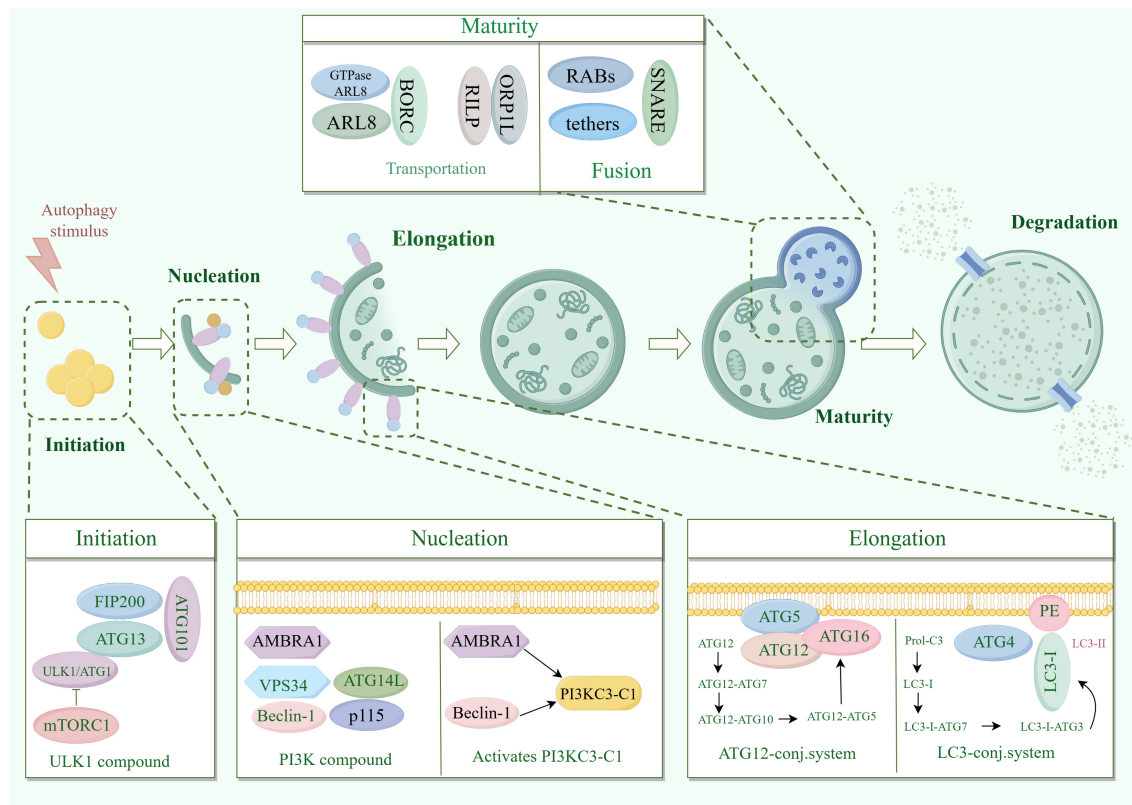 Maturity
GTPase
ARL8
ARL8
BORC
RILP
ORP1L
Transportation
RABs
tethers
SNARE
Fusion
Autophagy
stimulus
Nucleation
Elongation
Degradation
Initiation
Maturity
Initiation
FIP200
ATG13
ATG101
ULK1/ATG1
mTORC1
ULK1 compound
Nucleation
AMBRA1
VPS34
ATG14L
Beclin-1
p115
PI3K compound
AMBRA1
PI3KC3-C1
Beclin-1
Activates PI3KC3-C1
Elongation
ATG5
ATG12
ATG16
ATG12
ATG12-ATG7
ATG12-ATG10
ATG12-ATG5
ATG12-conj.system
Prol-C3
ATG4
PE
LC3-II
LC3-I
LC3-I
LC3-I-ATG7
LC3-I-ATG3
LC3-conj.system